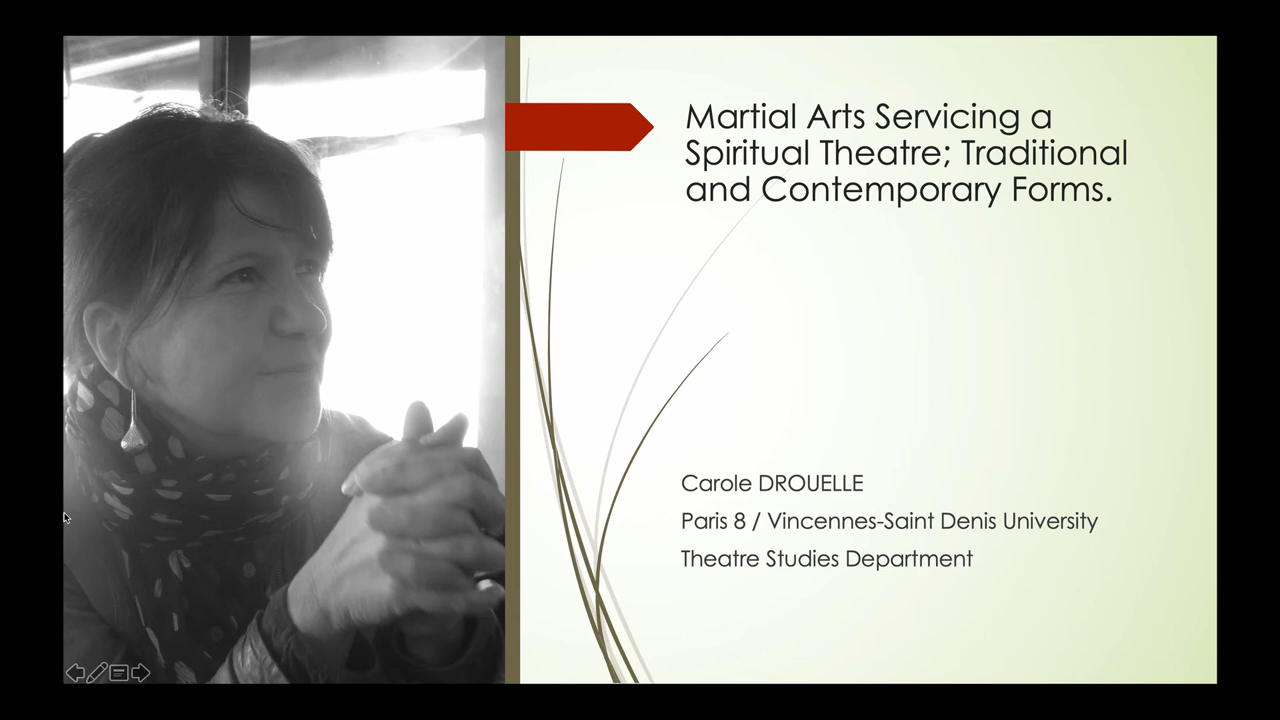 Martial Arts Servicing a
Spiritual Theatre; Traditional
and Contemporary Forms.
Carole DROUELLE
Paris 8 / Vincennes-Saint Denis University
Theatre Studies Department